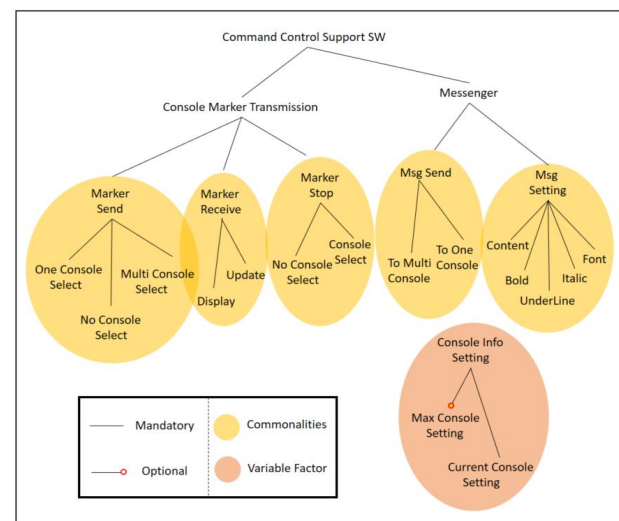 Command Control Support SW
Console Marker Transmission
Messenger
Marker
Send
One Console
Select
No Console
Select
Multi Console
Select
Marker
Receive
Display
Update
Marker
Stop
No Console
Select
Console
Select
Msg Send
To Multi
Console
To One
Console
Msg
Setting
Content
Bold
UnderLine
Italic
Font
Console Info
Setting
Max Console
Setting
Current Console
Setting
Mandatory
Commonalities
Optional
Variable Factor